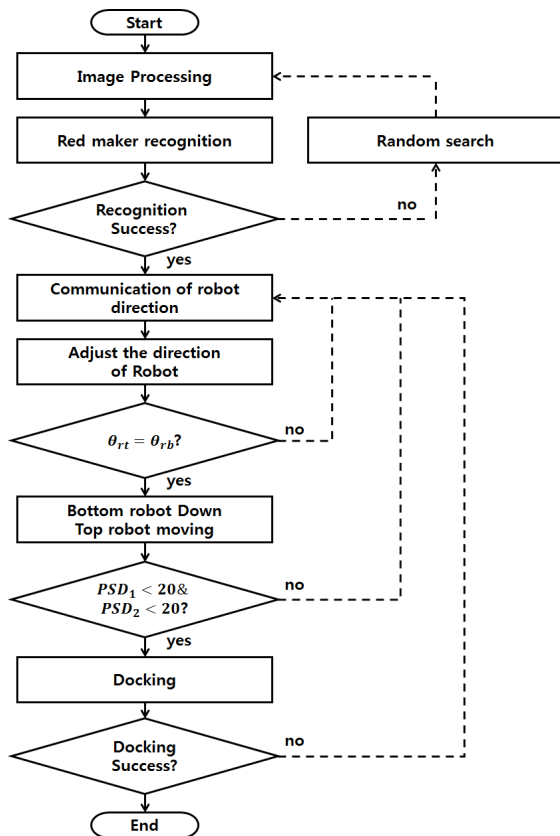 Start
Image Processing
Red maker recognition
Random search
Recognition
Success?
no
yes
Communication of robot
direction
Adjust the direction
of Robot
θrt = θrb?
no
yes
Bottom robot Down
Top robot moving
PSD1 < 20&
PSD2 < 20?
no
yes
Docking
Docking
Success?
no
End